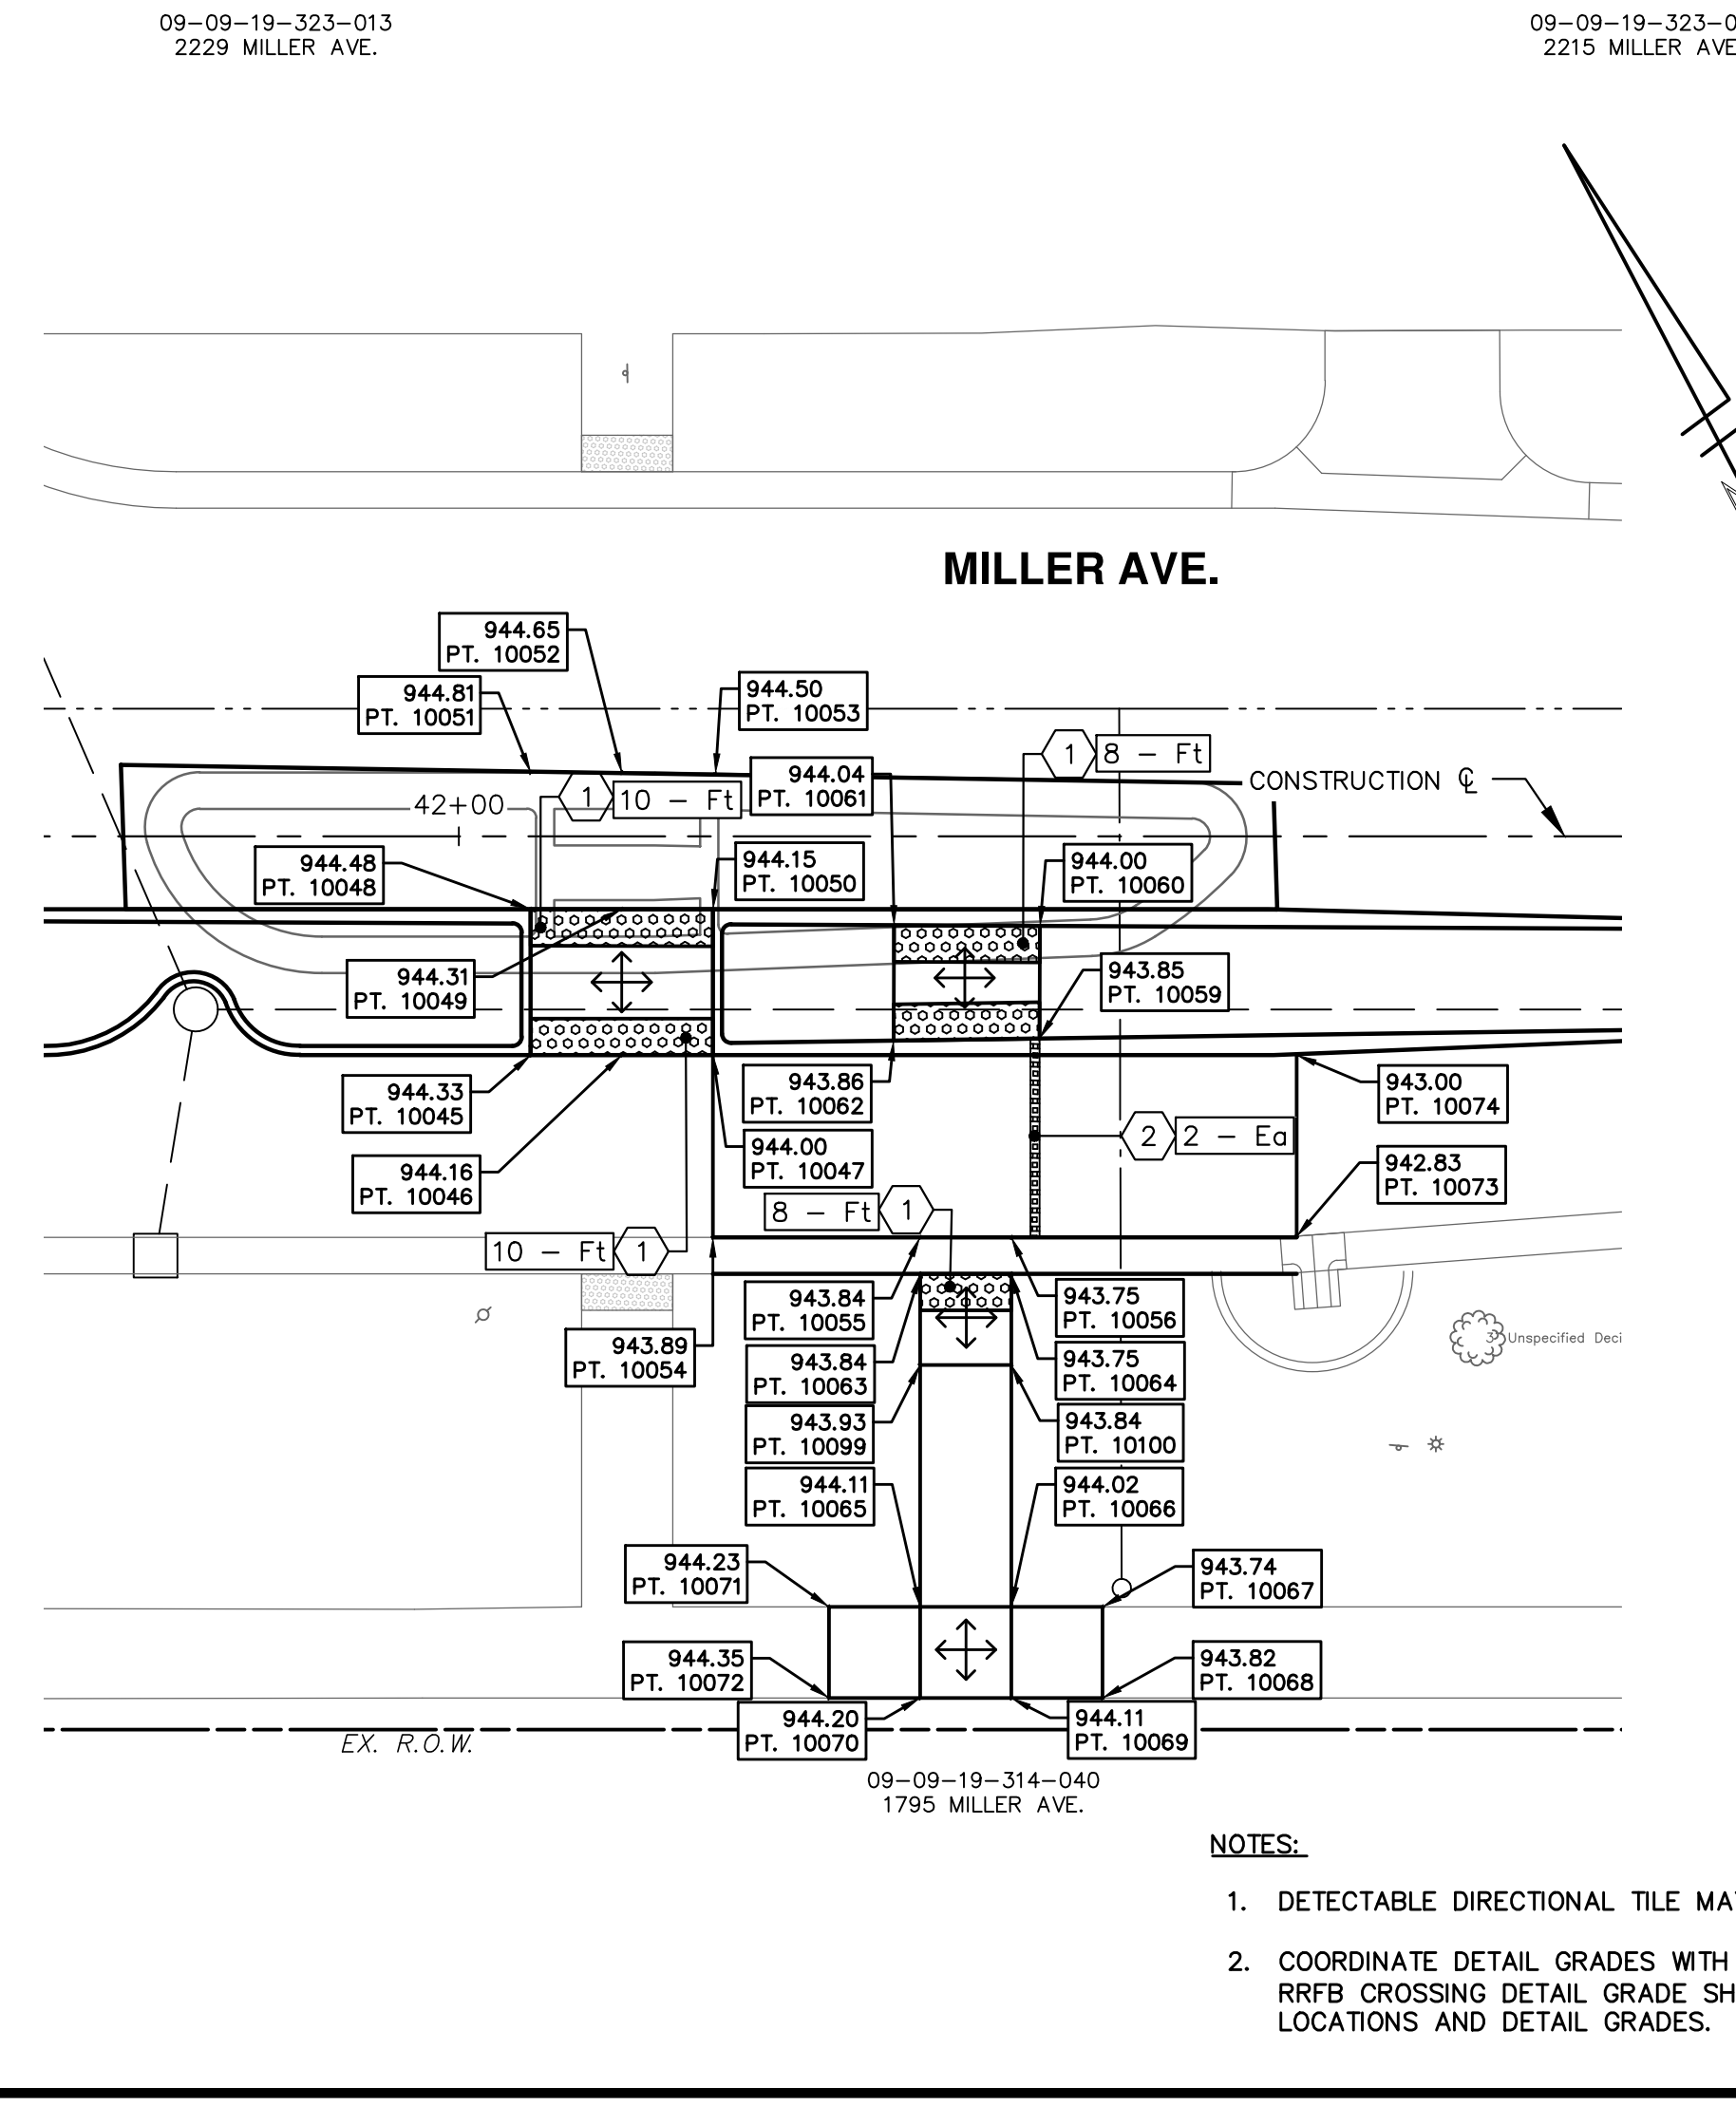 09-09-19-323-013
2229 MILLER AVE.
09-09-19-323-0
2215 MILLER AVE
MILLER AVE.
944.65
PT. 10052
944.81
PT. 10051
944.50
PT. 10053
1
8 - Ft
944.04
PT. 10061
CONSTRUCTION ℄
1
10 - Ft
42+00
944.48
PT. 10048
944.15
PT. 10050
944.00
PT. 10060
944.31
PT. 10049
943.85
PT. 10059
944.33
PT. 10045
943.86
PT. 10062
943.00
PT. 10074
944.16
PT. 10046
944.00
PT. 10047
2
2 - Ea
942.83
PT. 10073
8 - Ft
1
10 - Ft
1
943.84
PT. 10055
943.75
PT. 10056
943.89
PT. 10054
943.84
PT. 10063
943.75
PT. 10064
3" Unspecified Deci
943.93
PT. 10099
943.84
PT. 10100
944.11
PT. 10065
944.02
PT. 10066
944.23
PT. 10071
943.74
PT. 10067
944.35
PT. 10072
943.82
PT. 10068
944.20
PT. 10070
944.11
PT. 10069
EX. R.O.W.
09-09-19-314-040
1795 MILLER AVE.
NOTES:
1. DETECTABLE DIRECTIONAL TILE MA
2. COORDINATE DETAIL GRADES WITH
RRFB CROSSING DETAIL GRADE SH
LOCATIONS AND DETAIL GRADES.